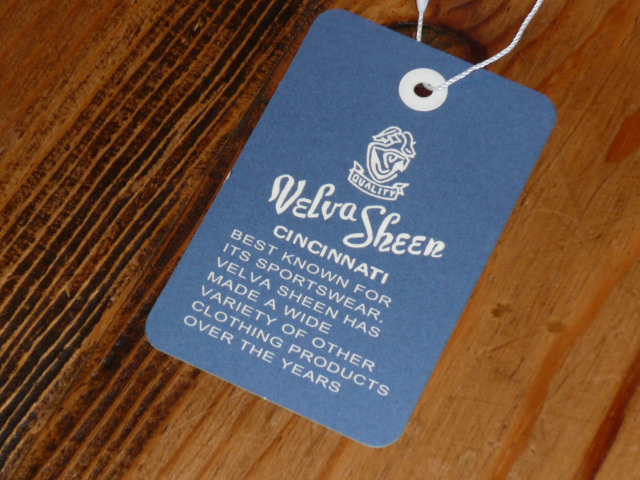 QUALITY
Velva Sheen
CINCINNATI
BEST KNOWN FOR
ITS SPORTSWEAR,
VELVA SHEEN HAS
MADE A WIDE
VARIETY OF OTHER
CLOTHING PRODUCTS
OVER THE YEARS